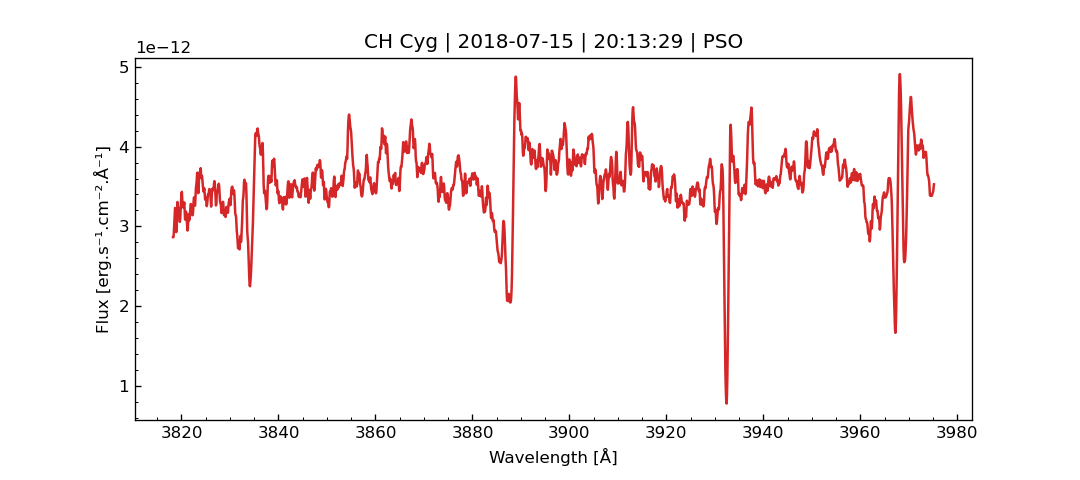 CH Cyg | 2018-07-15 | 20:13:29 | PSO
1e−12
5
4
3
2
1
Flux [erg.s⁻¹.cm⁻².Å⁻¹]
3820 3840 3860 3880 3900 3920 3940 3960 3980
Wavelength [Å]